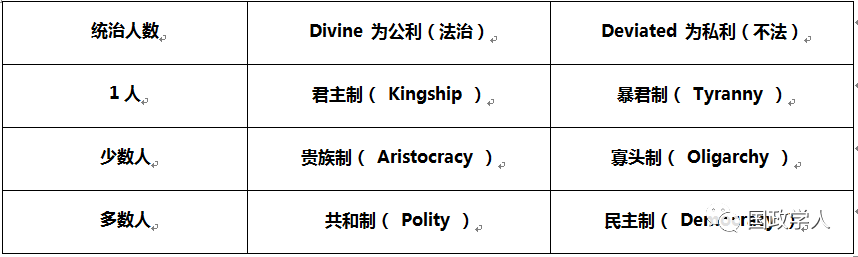 统治人数 Divine 为公利（法治） Deviated 为私利（不法）
1 人 君主制（ Kingship ） 暴君制（ Tyranny ）
少数人 贵族制（ Aristocracy ） 寡头制（ Oligarchy ）
多数人 共和制（ Polity ） 民主制（ Democracy ）
国政学人